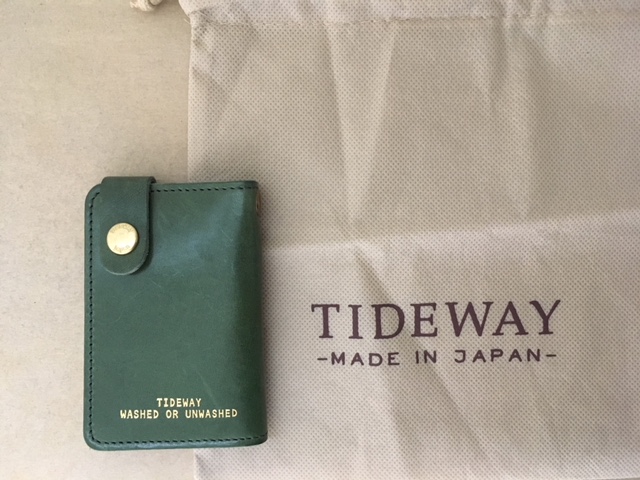 TIDEWAY
WASHED OR UNWASHED
TIDEWAY
-MADE IN JAPAN-